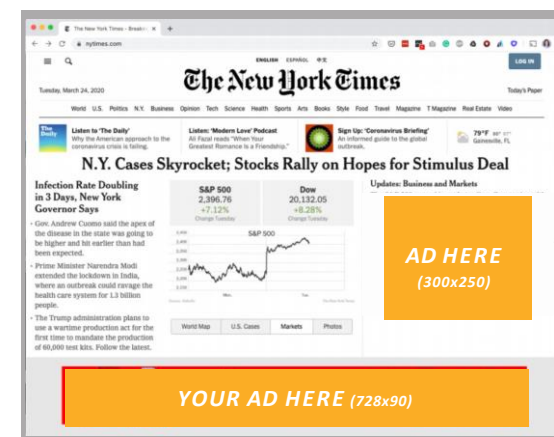 The New York Times - Breakin
nytimes.com
ENGLISH ESPAÑOL 中文
LOG IN
The New York Times
Tuesday, March 24, 2020
Today's Paper
World U.S. Politics N.Y. Business Opinion Tech Science Health Sports Arts Books Style Food Travel Magazine T Magazine Real Estate Video
The Daily
Listen to 'The Daily'
Why the American approach to the
coronavirus crisis is failing.
Listen: 'Modern Love' Podcast
All Fazal reads "When Your
Greatest Romance Is a Friendship."
Sign Up: 'Coronavirus Briefing'
An informed guide to the global
outbreak.
79°F
Gainesville, FL
N.Y. Cases Skyrocket; Stocks Rally on Hopes for Stimulus Deal
Infection Rate Doubling
in 3 Days, New York
Governor Says
• Gov. Andrew Cuomo said the apex of
the disease in the state was going to
be higher and hit earlier than had
been expected.
• Prime Minister Narendra Modi
extended the lockdown in India,
where an outbreak could ravage the
health care system for 1.3 billion
people.
• The Trump administration plans to
use a wartime production act for the
first time to mandate the production
of 60,000 test kits. Follow the latest.
S&P 500
2,396.76
+7.12%
Change Tuesday
Dow
20,132.05
+8.28%
Change Tuesday
S&P 500
Mon.
Tue.
World Map U.S. Cases Markets Photos
Updates: Business and Markets
AD HERE
(300x250)
YOUR AD HERE (728x90)